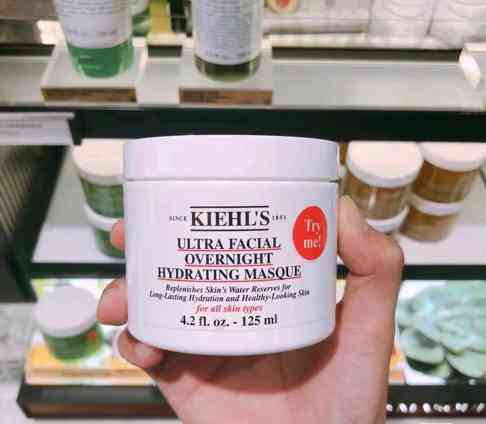 SINCE KIEHL'S 1851
Try
me!
ULTRA FACIAL
OVERNIGHT
HYDRATING MASQUE
Replenishes Skin's Water Reserves for
Long-Lasting Hydration and Healthy-Looking Skin
for all skin types
4.2 fl. oz. - 125 ml